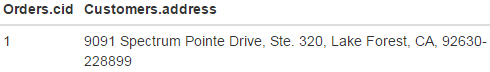 Orders.cid Customers.address
1 9091 Spectrum Pointe Drive, Ste. 320, Lake Forest, CA, 92630-
228899